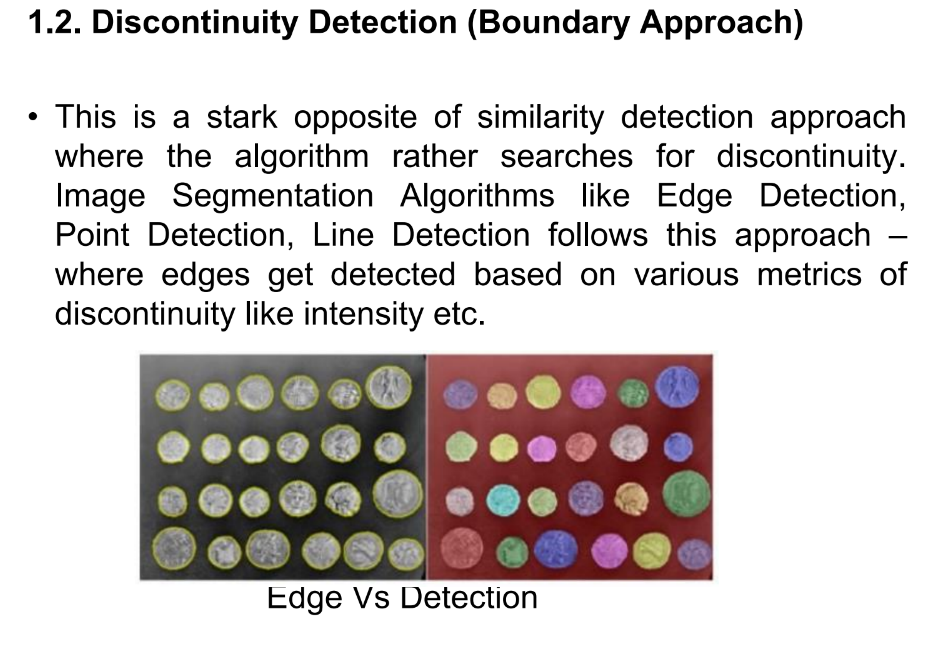 1.2. Discontinuity Detection (Boundary Approach)
• This is a stark opposite of similarity detection approach
where the algorithm rather searches for discontinuity.
Image Segmentation Algorithms like Edge Detection,
Point Detection, Line Detection follows this approach –
where edges get detected based on various metrics of
discontinuity like intensity etc.
Edge Vs Detection